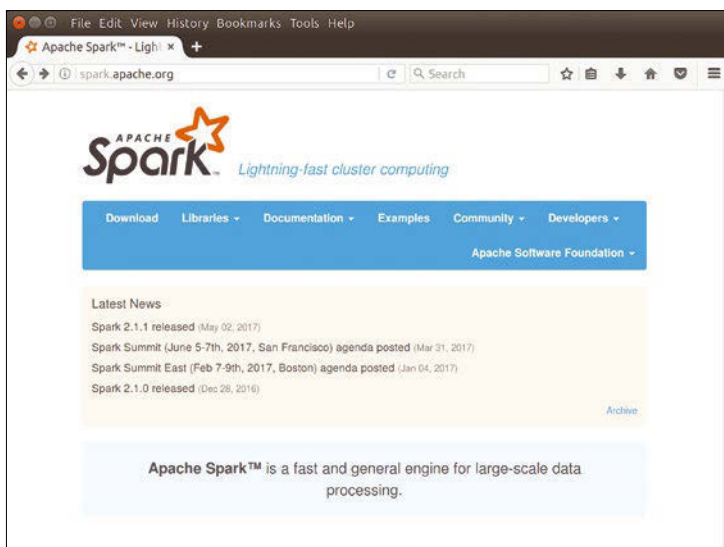 File Edit View History Bookmarks Tools Help
Apache Spark™ - Light
spark.apache.org
Search
APACHE
Spark™
Lightning-fast cluster computing
Download Libraries Documentation Examples Community Developers
Apache Software Foundation
Latest News
Spark 2.1.1 released (May 02, 2017)
Spark Summit (June 5-7th, 2017, San Francisco) agenda posted (Mar 31, 2017)
Spark Summit East (Feb 7-9th, 2017, Boston) agenda posted (Jan 04, 2017)
Spark 2.1.0 released (Dec 28, 2016)
Archive
Apache Spark™ is a fast and general engine for large-scale data
processing.